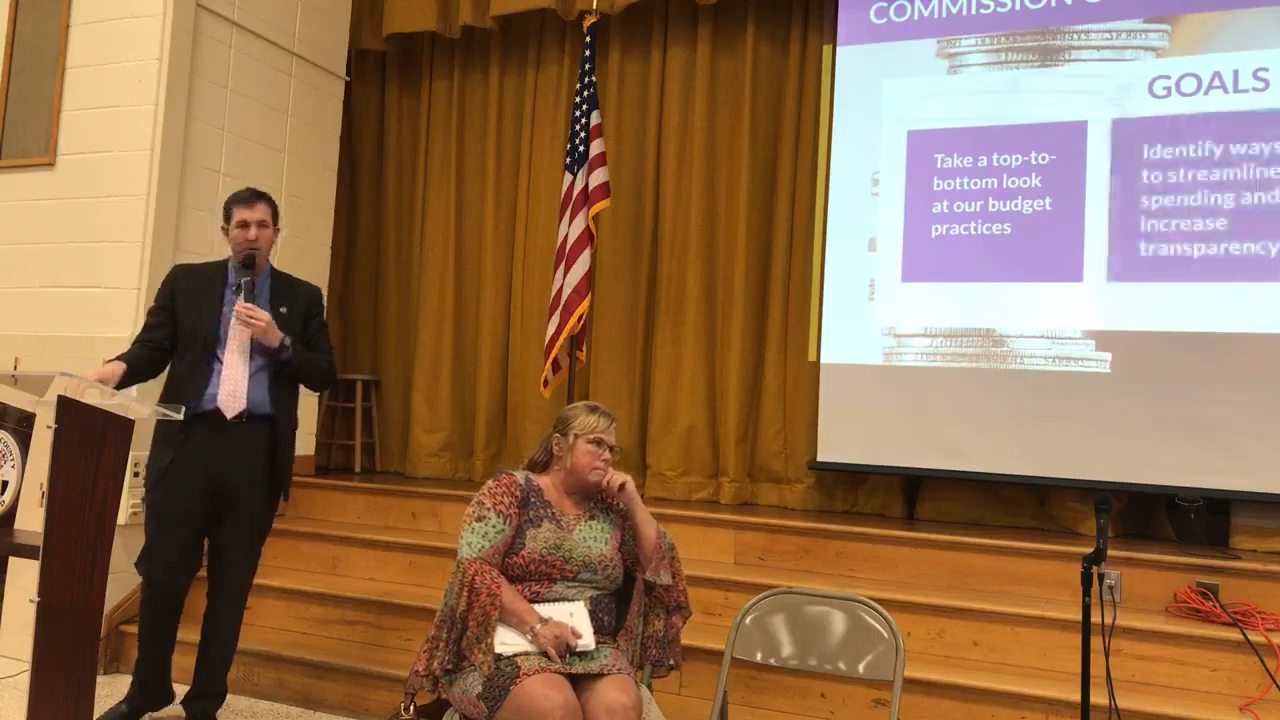 COMMISSION
GOALS
Take a top-to-
bottom look
at our budget
practices
Identify ways
to streamline
spending and
increase
transparency
COUNTY